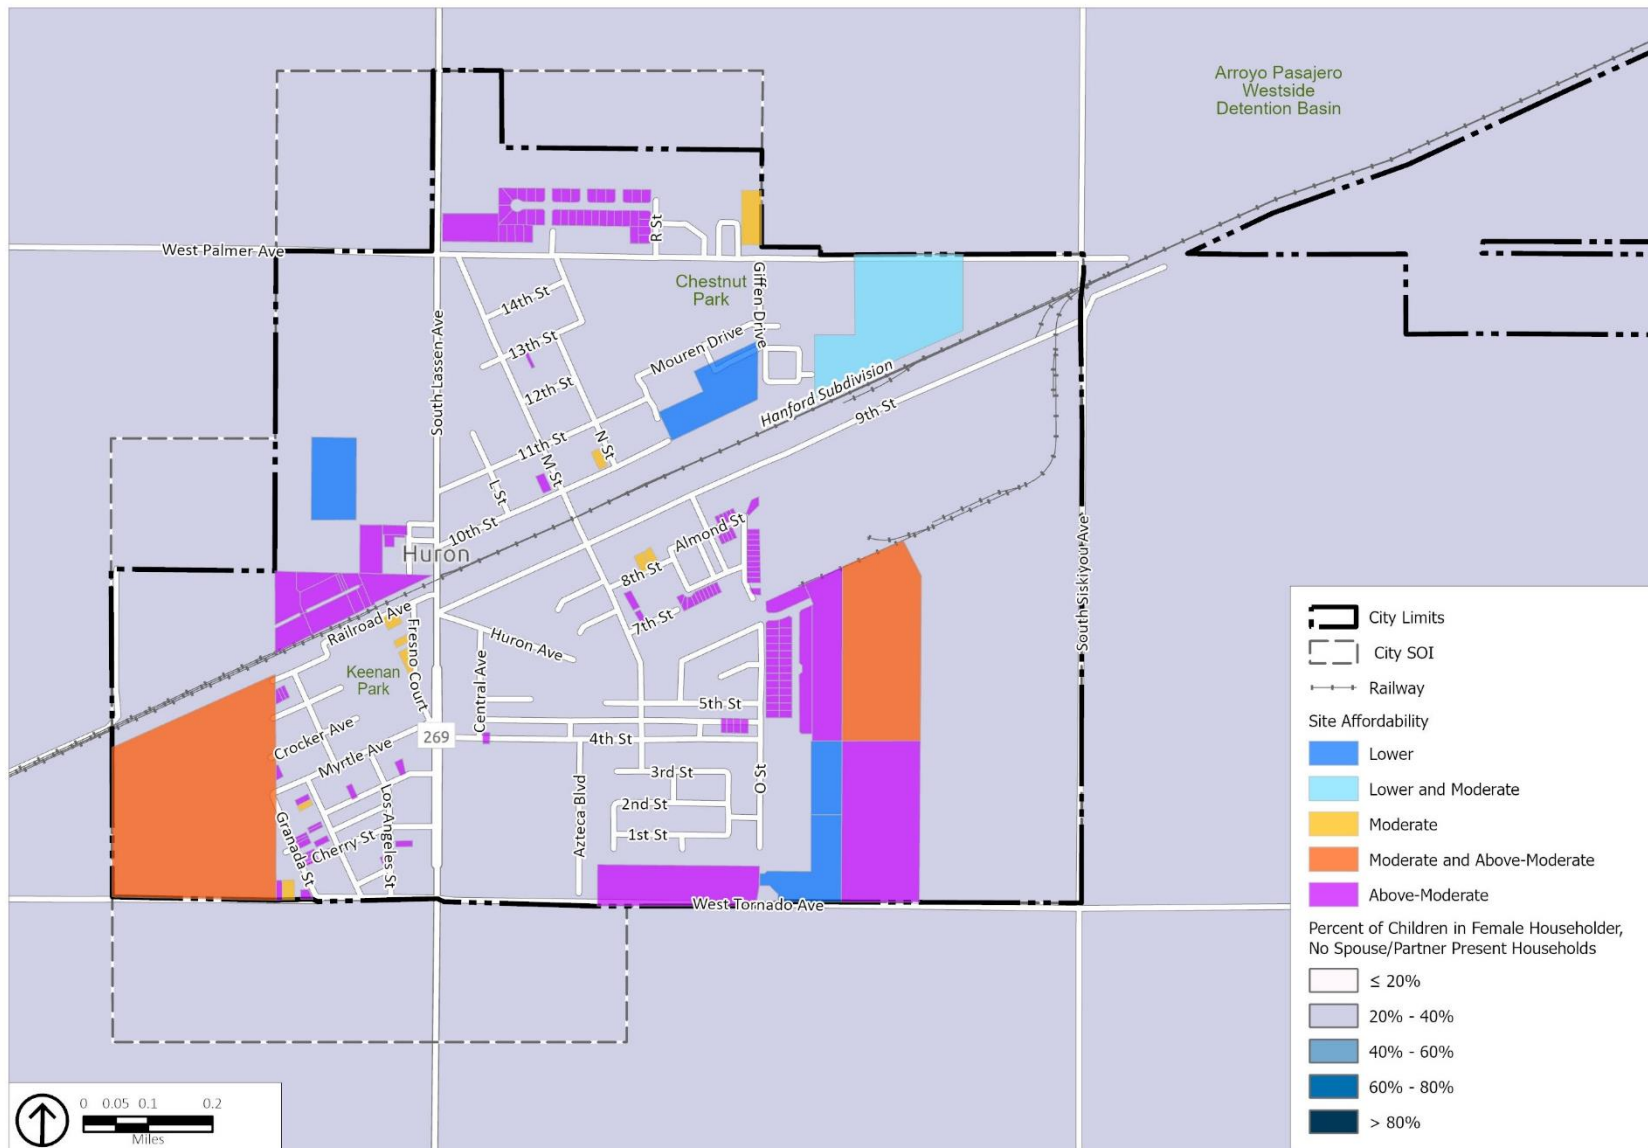 Arroyo Pasajero
Westside
Detention Basin
West Palmer Ave
R St
Chestnut
Park
Giffen Drive
14th St
South Lassen Ave
13th St
Mouren Drive
12th St
Hanford Subdivision
9th St
11th St
N St
M St
L St
10th St
Huron
Almond St
South Siskiyou Ave
8th St
7th St
Railroad Ave
Fresno Court
Huron Ave
Keenan
Park
Central Ave
5th St
269
4th St
Crocker Ave
Myrtle Ave
3rd St
O St
2nd St
Azteca Blvd
1st St
Los Angeles St
Granada St
Cherry St
West Tornado Ave
City Limits
City SOI
Railway
Site Affordability
Lower
Lower and Moderate
Moderate
Moderate and Above-Moderate
Above-Moderate
Percent of Children in Female Householder,
No Spouse/Partner Present Households
≤ 20%
20% - 40%
40% - 60%
60% - 80%
> 80%
0 0.05 0.1 0.2
Miles